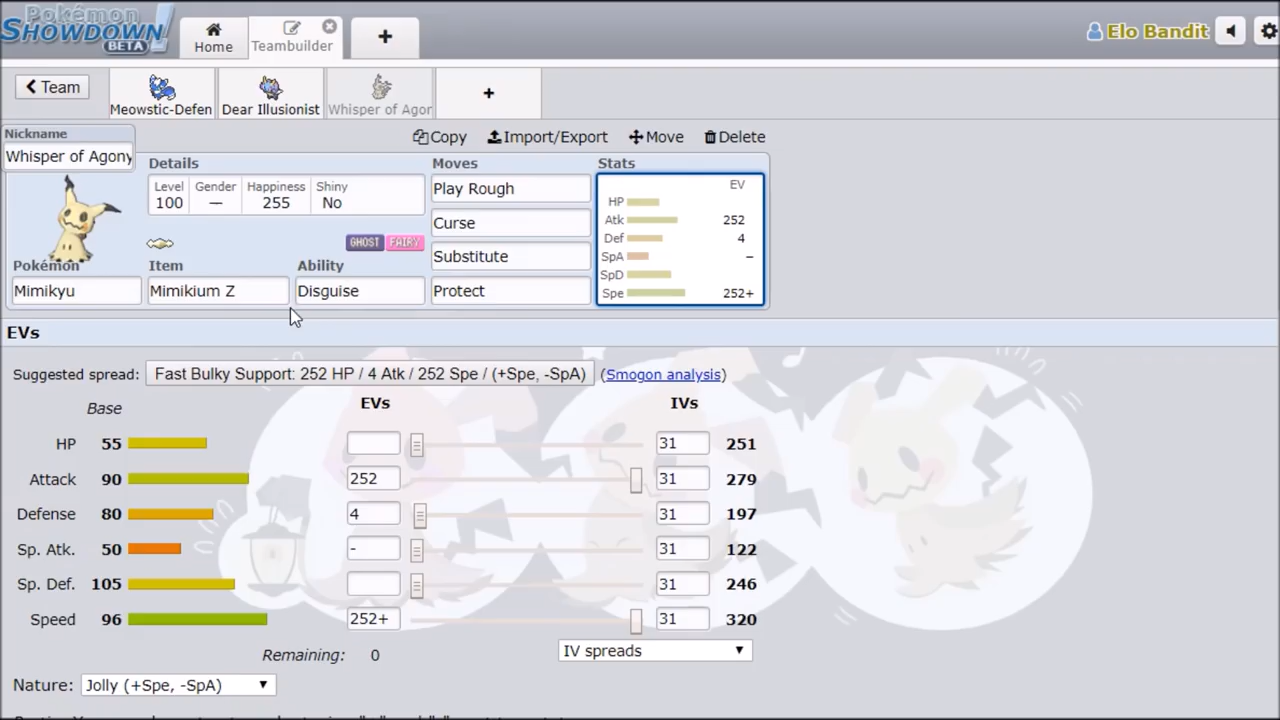 Pokémon
SHOWDOWN!
BETA
Home
Teambuilder
+
Elo Bandit
Team
Meowstic-Defen
Dear Illusionist
Whisper of Agor
+
Nickname
Whisper of Agony
Copy
Import/Export
Move
Delete
Details
Level Gender Happiness Shiny
100 — 255 No
GHOST FAIRY
Pokémon Item Ability
Mimikyu Mimikium Z Disguise
Moves
Play Rough
Curse
Substitute
Protect
Stats
EV
HP
Atk 252
Def 4
SpA –
SpD
Spe 252+
EVs
Suggested spread: Fast Bulky Support: 252 HP / 4 Atk / 252 Spe / (+Spe, -SpA) (Smogon analysis)
Base EVs IVs
HP 55 31 251
Attack 90 252 31 279
Defense 80 4 31 197
Sp. Atk. 50 - 31 122
Sp. Def. 105 31 246
Speed 96 252+ 31 320
Remaining: 0 IV spreads
Nature: Jolly (+Spe, -SpA)